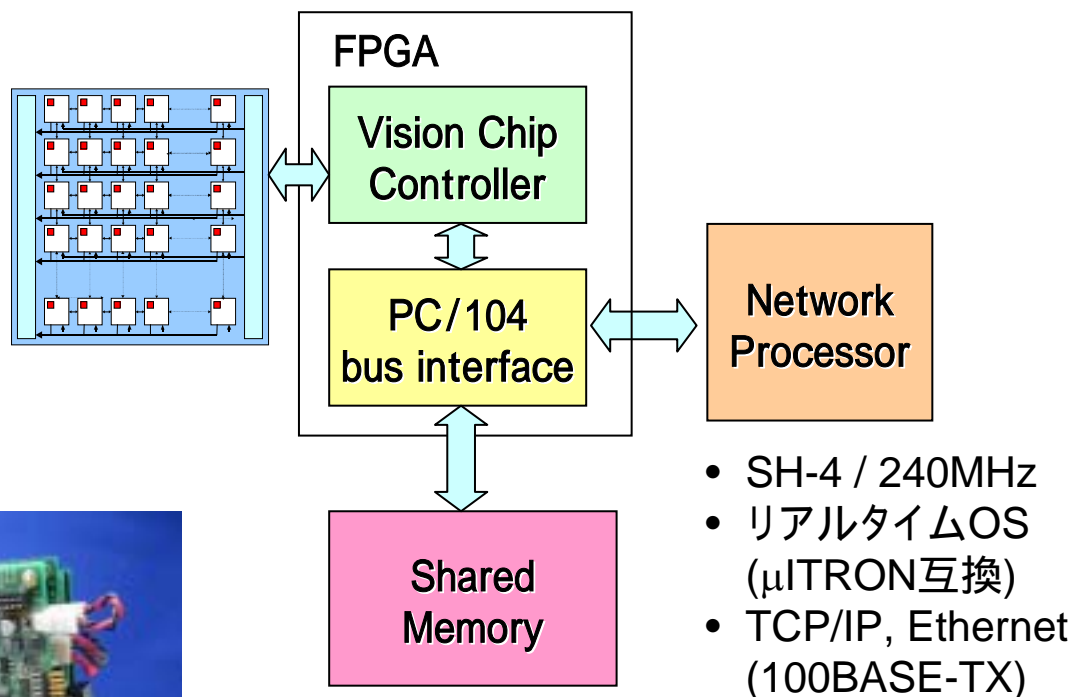 FPGA
Vision Chip
Controller
PC/104
bus interface
Network
Processor
Shared
Memory
• SH-4 / 240MHz
• リアルタイムOS
(μITRON互換)
• TCP/IP, Ethernet
(100BASE-TX)